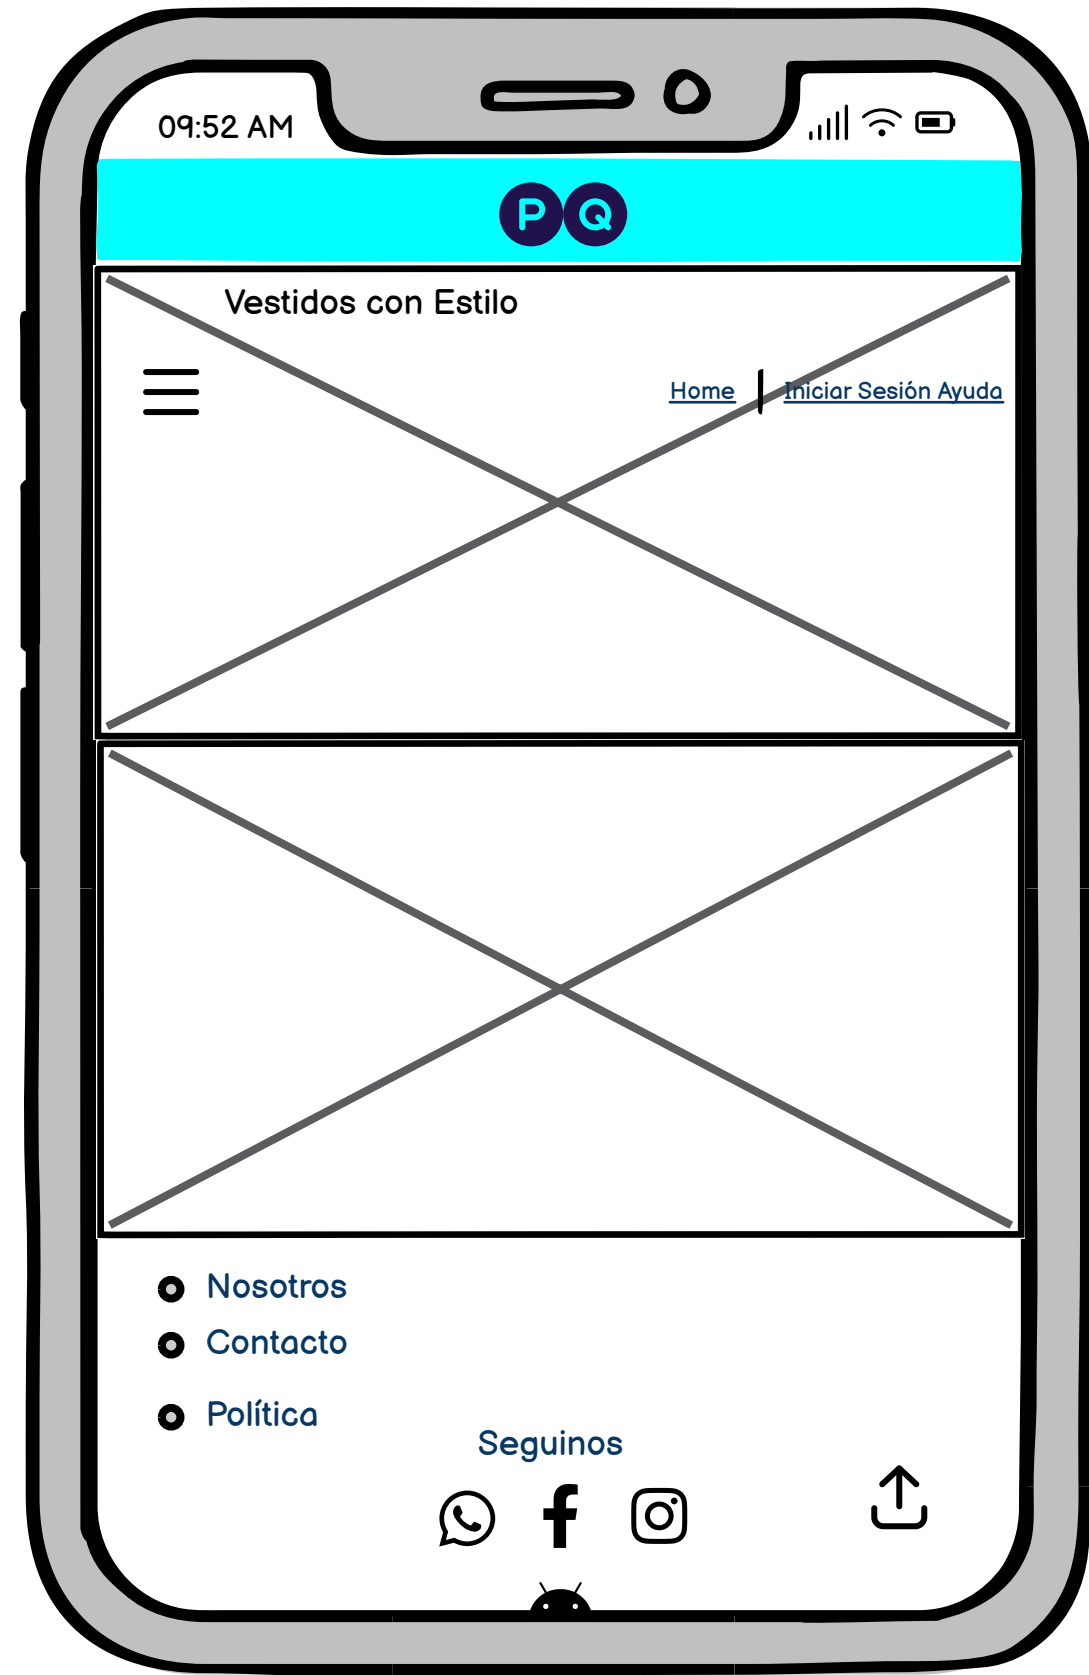 09:52 AM
PQ
Vestidos con Estilo
Home | Iniciar Sesión Ayuda
Nosotros
Contacto
Política
Seguinos